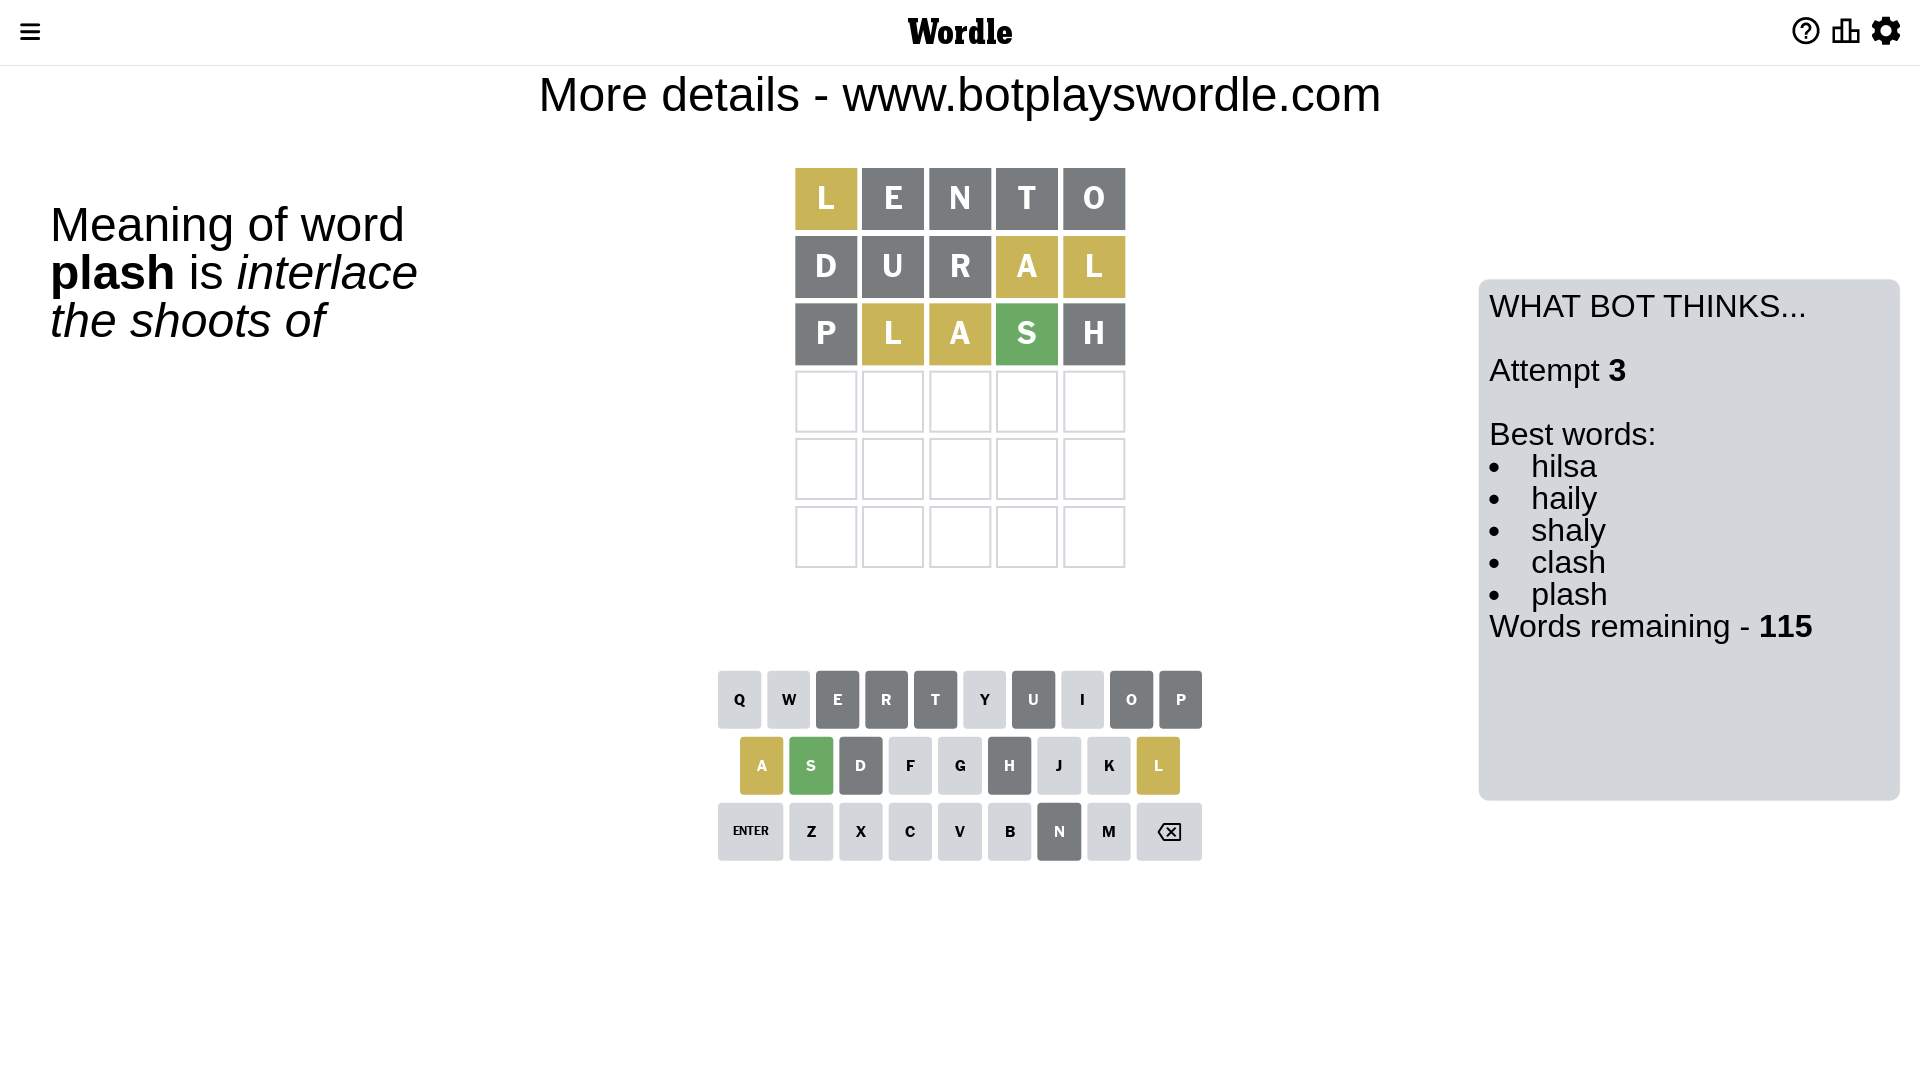 Wordle
More details - www.botplayswordle.com
Meaning of word
plash is interlace
the shoots of
L E N T O
D U R A L
P L A S H
WHAT BOT THINKS...
Attempt 3
Best words:
• hilsa
• haily
• shaly
• clash
• plash
Words remaining - 115
Q W E R T Y U I O P
A S D F G H J K L
ENTER Z X C V B N M